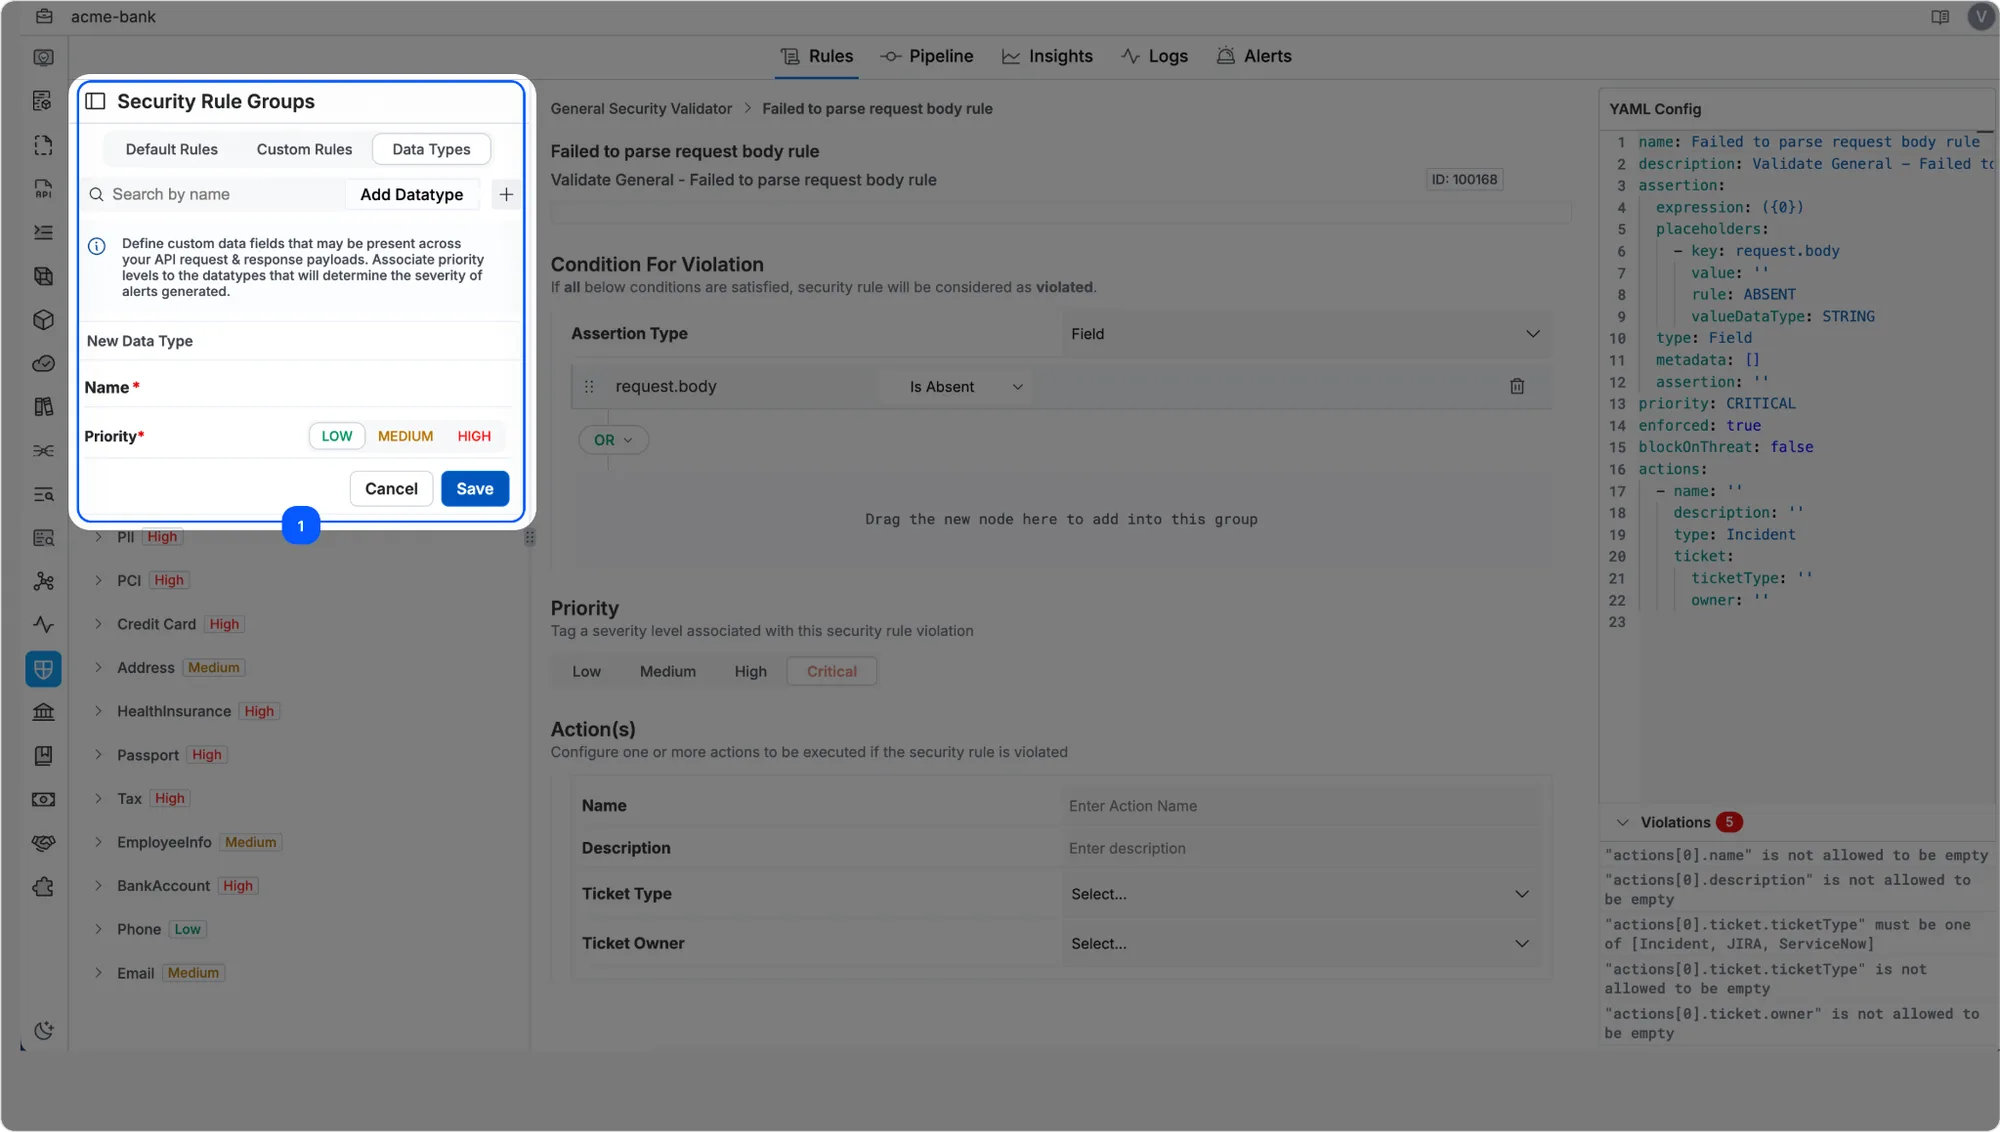 acme-bank
V
Rules
Pipeline
Insights
Logs
Alerts
Security Rule Groups
Default Rules
Custom Rules
Data Types
Search by name
Add Datatype
Define custom data fields that may be present across
your API request & response payloads. Associate priority
levels to the datatypes that will determine the severity of
alerts generated.
New Data Type
Name *
Priority*
LOW
MEDIUM
HIGH
Cancel
Save
1
PII High
PCI High
Credit Card High
Address Medium
HealthInsurance High
Passport High
Tax High
EmployeeInfo Medium
BankAccount High
Phone Low
Email Medium
API
General Security Validator > Failed to parse request body rule
Failed to parse request body rule
Validate General - Failed to parse request body rule
ID: 100168
Condition For Violation
If all below conditions are satisfied, security rule will be considered as violated.
Assertion Type
Field
request.body
Is Absent
OR
Drag the new node here to add into this group
Priority
Tag a severity level associated with this security rule violation
Low
Medium
High
Critical
Action(s)
Configure one or more actions to be executed if the security rule is violated
Name
Enter Action Name
Description
Enter description
Ticket Type
Select...
Ticket Owner
Select...
YAML Config
1 name: Failed to parse request body rule
2 description: Validate General – Failed to
3 assertion:
4 expression: ({0})
5 placeholders:
6 - key: request.body
7 value: ''
8 rule: ABSENT
9 valueDataType: STRING
10 type: Field
11 metadata: []
12 assertion: ''
13 priority: CRITICAL
14 enforced: true
15 blockOnThreat: false
16 actions:
17 - name: ''
18 description: ''
19 type: Incident
20 ticket:
21 ticketType: ''
22 owner: ''
23
Violations 5
"actions[0].name" is not allowed to be empty
"actions[0].description" is not allowed to
be empty
"actions[0].ticket.ticketType" must be one
of [Incident, JIRA, ServiceNow]
"actions[0].ticket.ticketType" is not
allowed to be empty
"actions[0].ticket.owner" is not allowed to
be empty